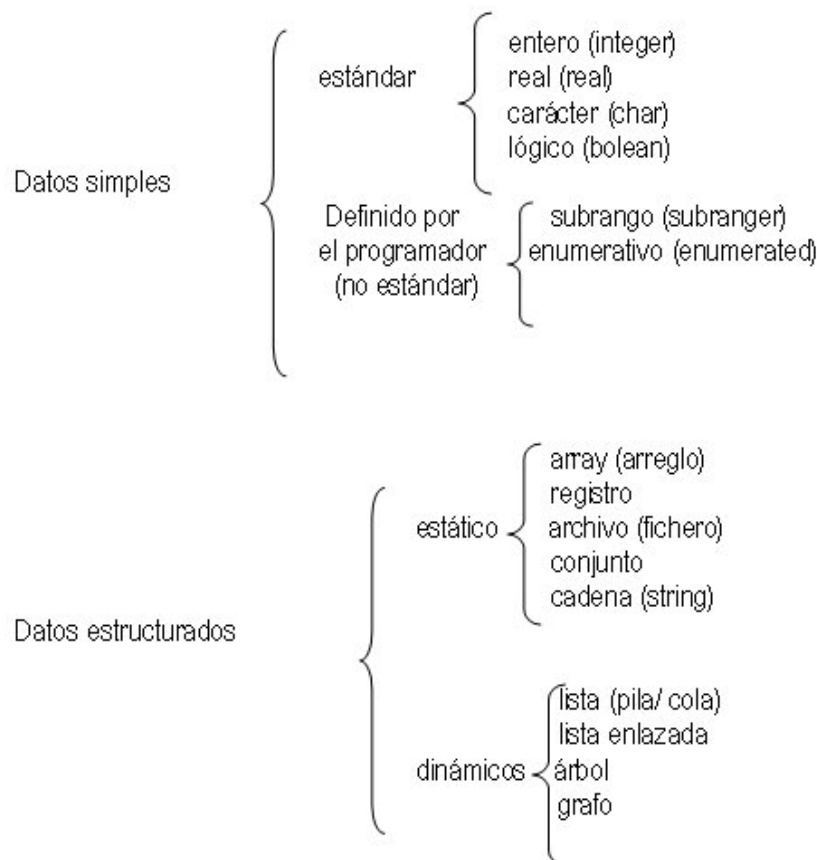 estándar
entero (integer)
real (real)
carácter (char)
lógico (bolean)
Datos simples
Definido por
el programador
(no estándar)
subrango (subranger)
enumerativo (enumerated)
estático
array (arreglo)
registro
archivo (fichero)
conjunto
cadena (string)
Datos estructurados
dinámicos
lista (pila/ cola)
lista enlazada
árbol
grafo